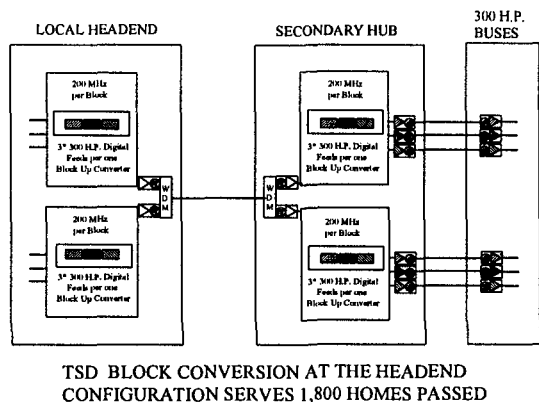 LOCAL HEADEND
SECONDARY HUB
300 H.P.
BUSES
200 MHz
per Block
3* 300 H.P. Digital
Feeds per one
Block Up Converter
W
D
M
200 MHz
per Block
3* 300 H.P. Digital
Feeds per one
Block Up Converter
W
D
M
200 MHz
per Block
3* 300 H.P. Digital
Feeds per one
Block Up Converter
200 MHz
per Block
3* 300 H.P. Digital
Feeds per one
Block Up Converter
TSD BLOCK CONVERSION AT THE HEADEND
CONFIGURATION SERVES 1,800 HOMES PASSED